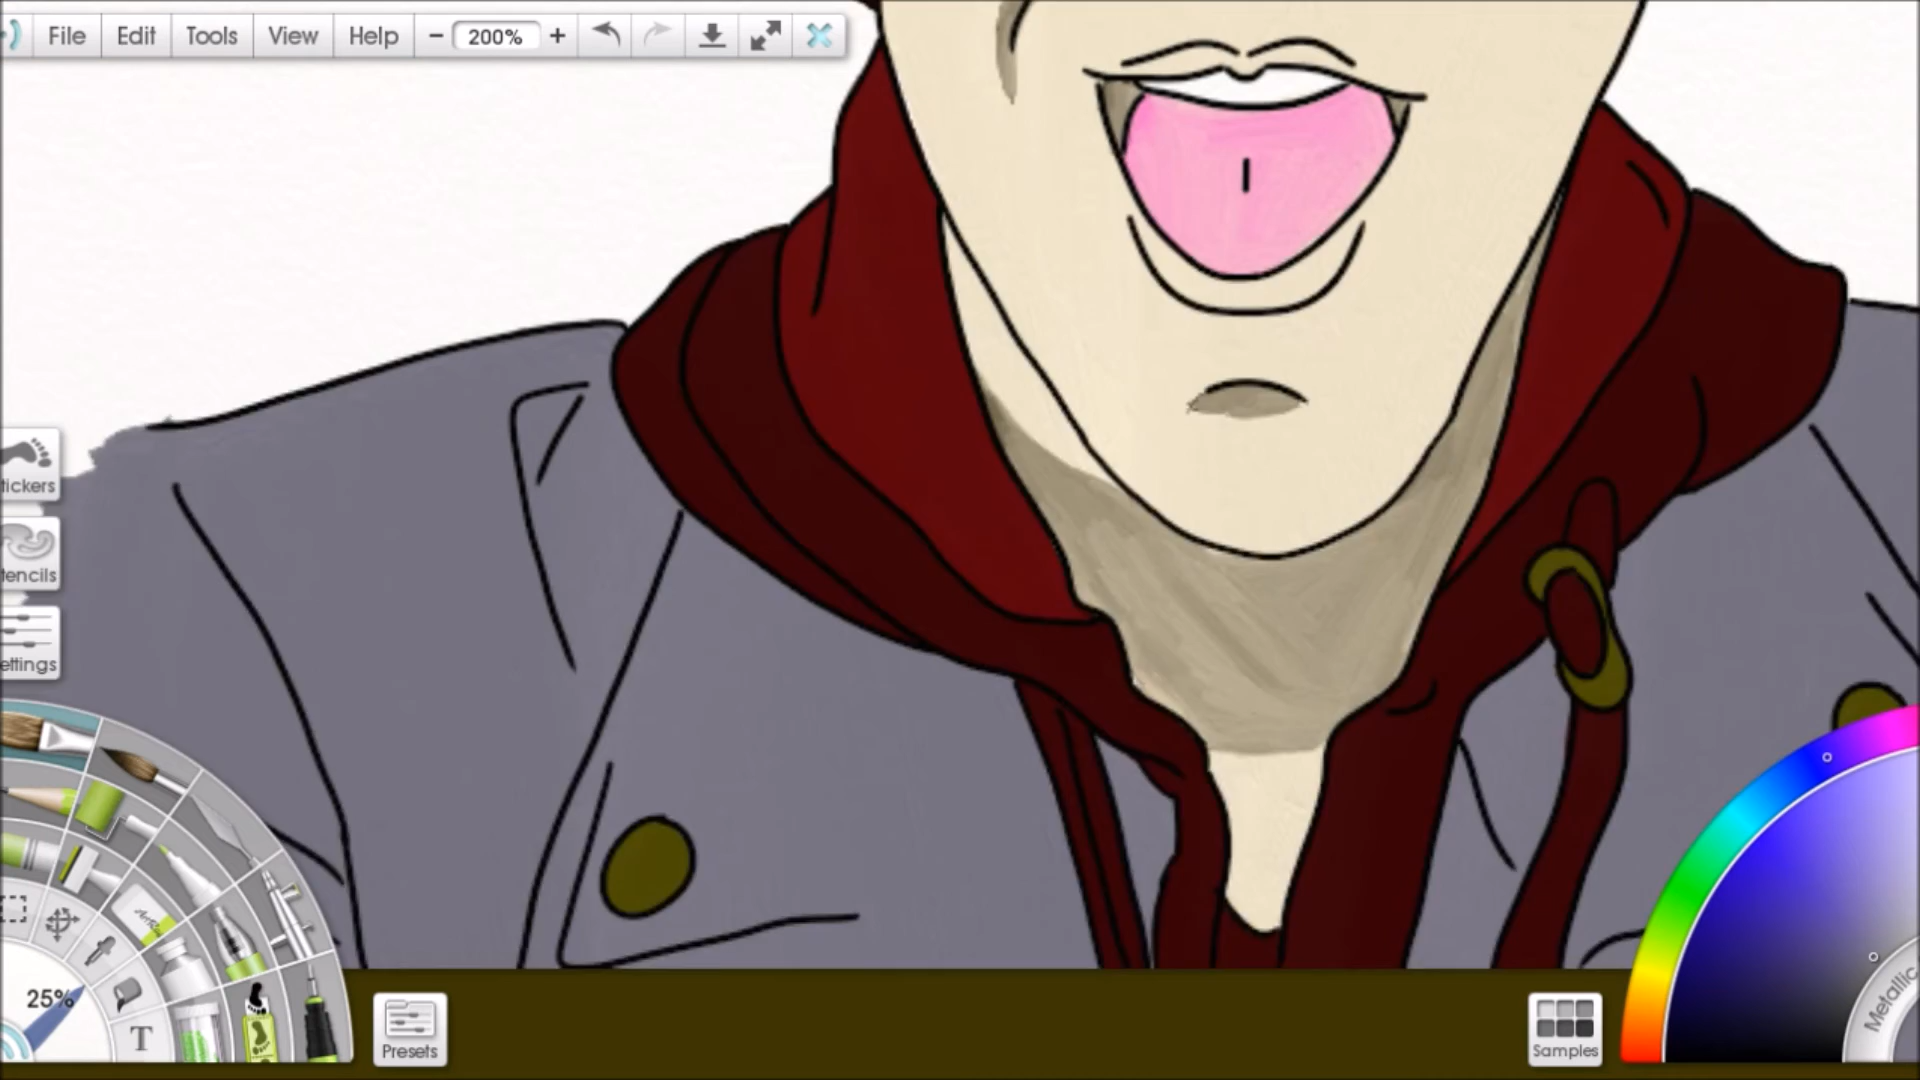 File Edit Tools View Help − 200% +
tickers
tencils
ettings
25%
T
Presets
Samples
Metallic